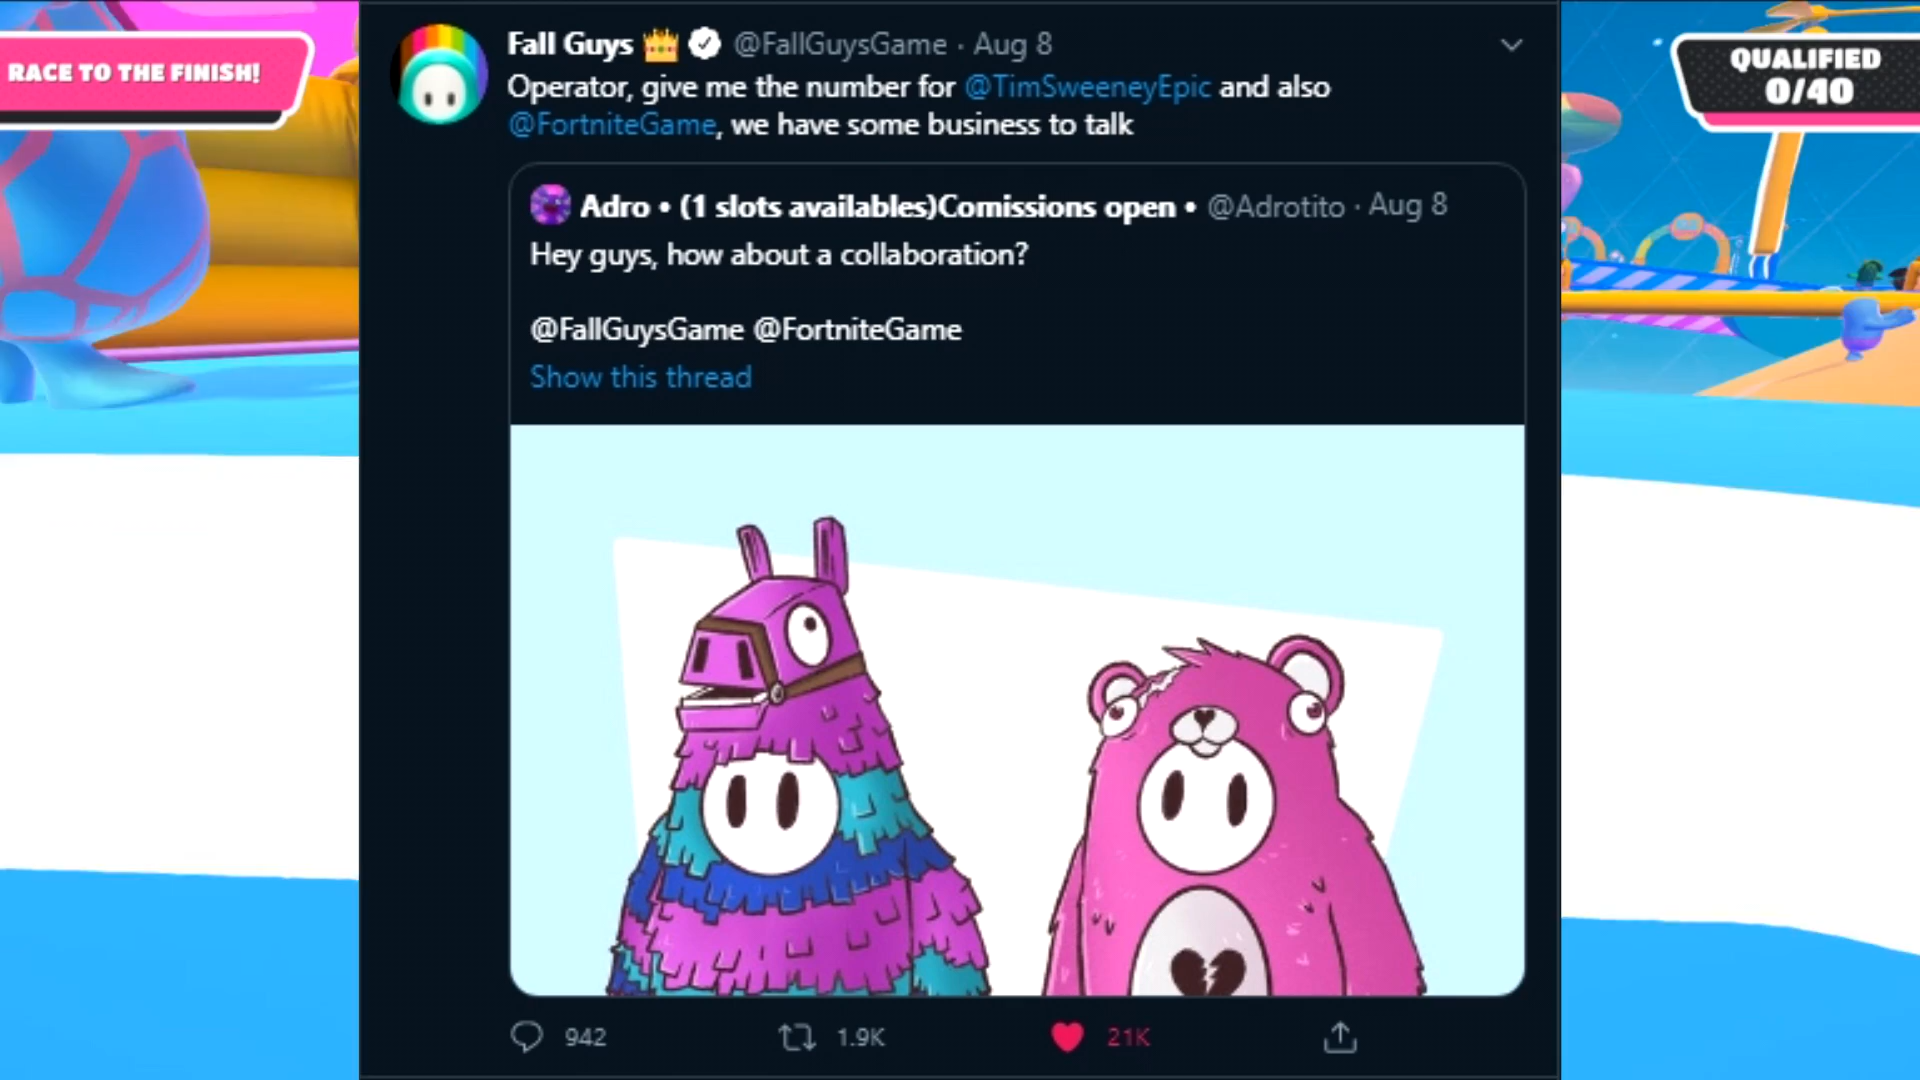 RACE TO THE FINISH!
QUALIFIED
0/40
Fall Guys 👑 @FallGuysGame · Aug 8
Operator, give me the number for @TimSweeneyEpic and also
@FortniteGame, we have some business to talk
Adro • (1 slots availables)Comissions open • @Adrotito · Aug 8
Hey guys, how about a collaboration?
@FallGuysGame @FortniteGame
Show this thread
942 1.9K 21K